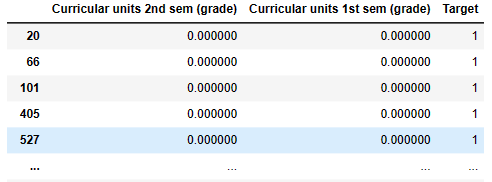 Curricular units 2nd sem (grade) Curricular units 1st sem (grade) Target
20 0.000000 0.000000 1
66 0.000000 0.000000 1
101 0.000000 0.000000 1
405 0.000000 0.000000 1
527 0.000000 0.000000 1
... ... ... ...